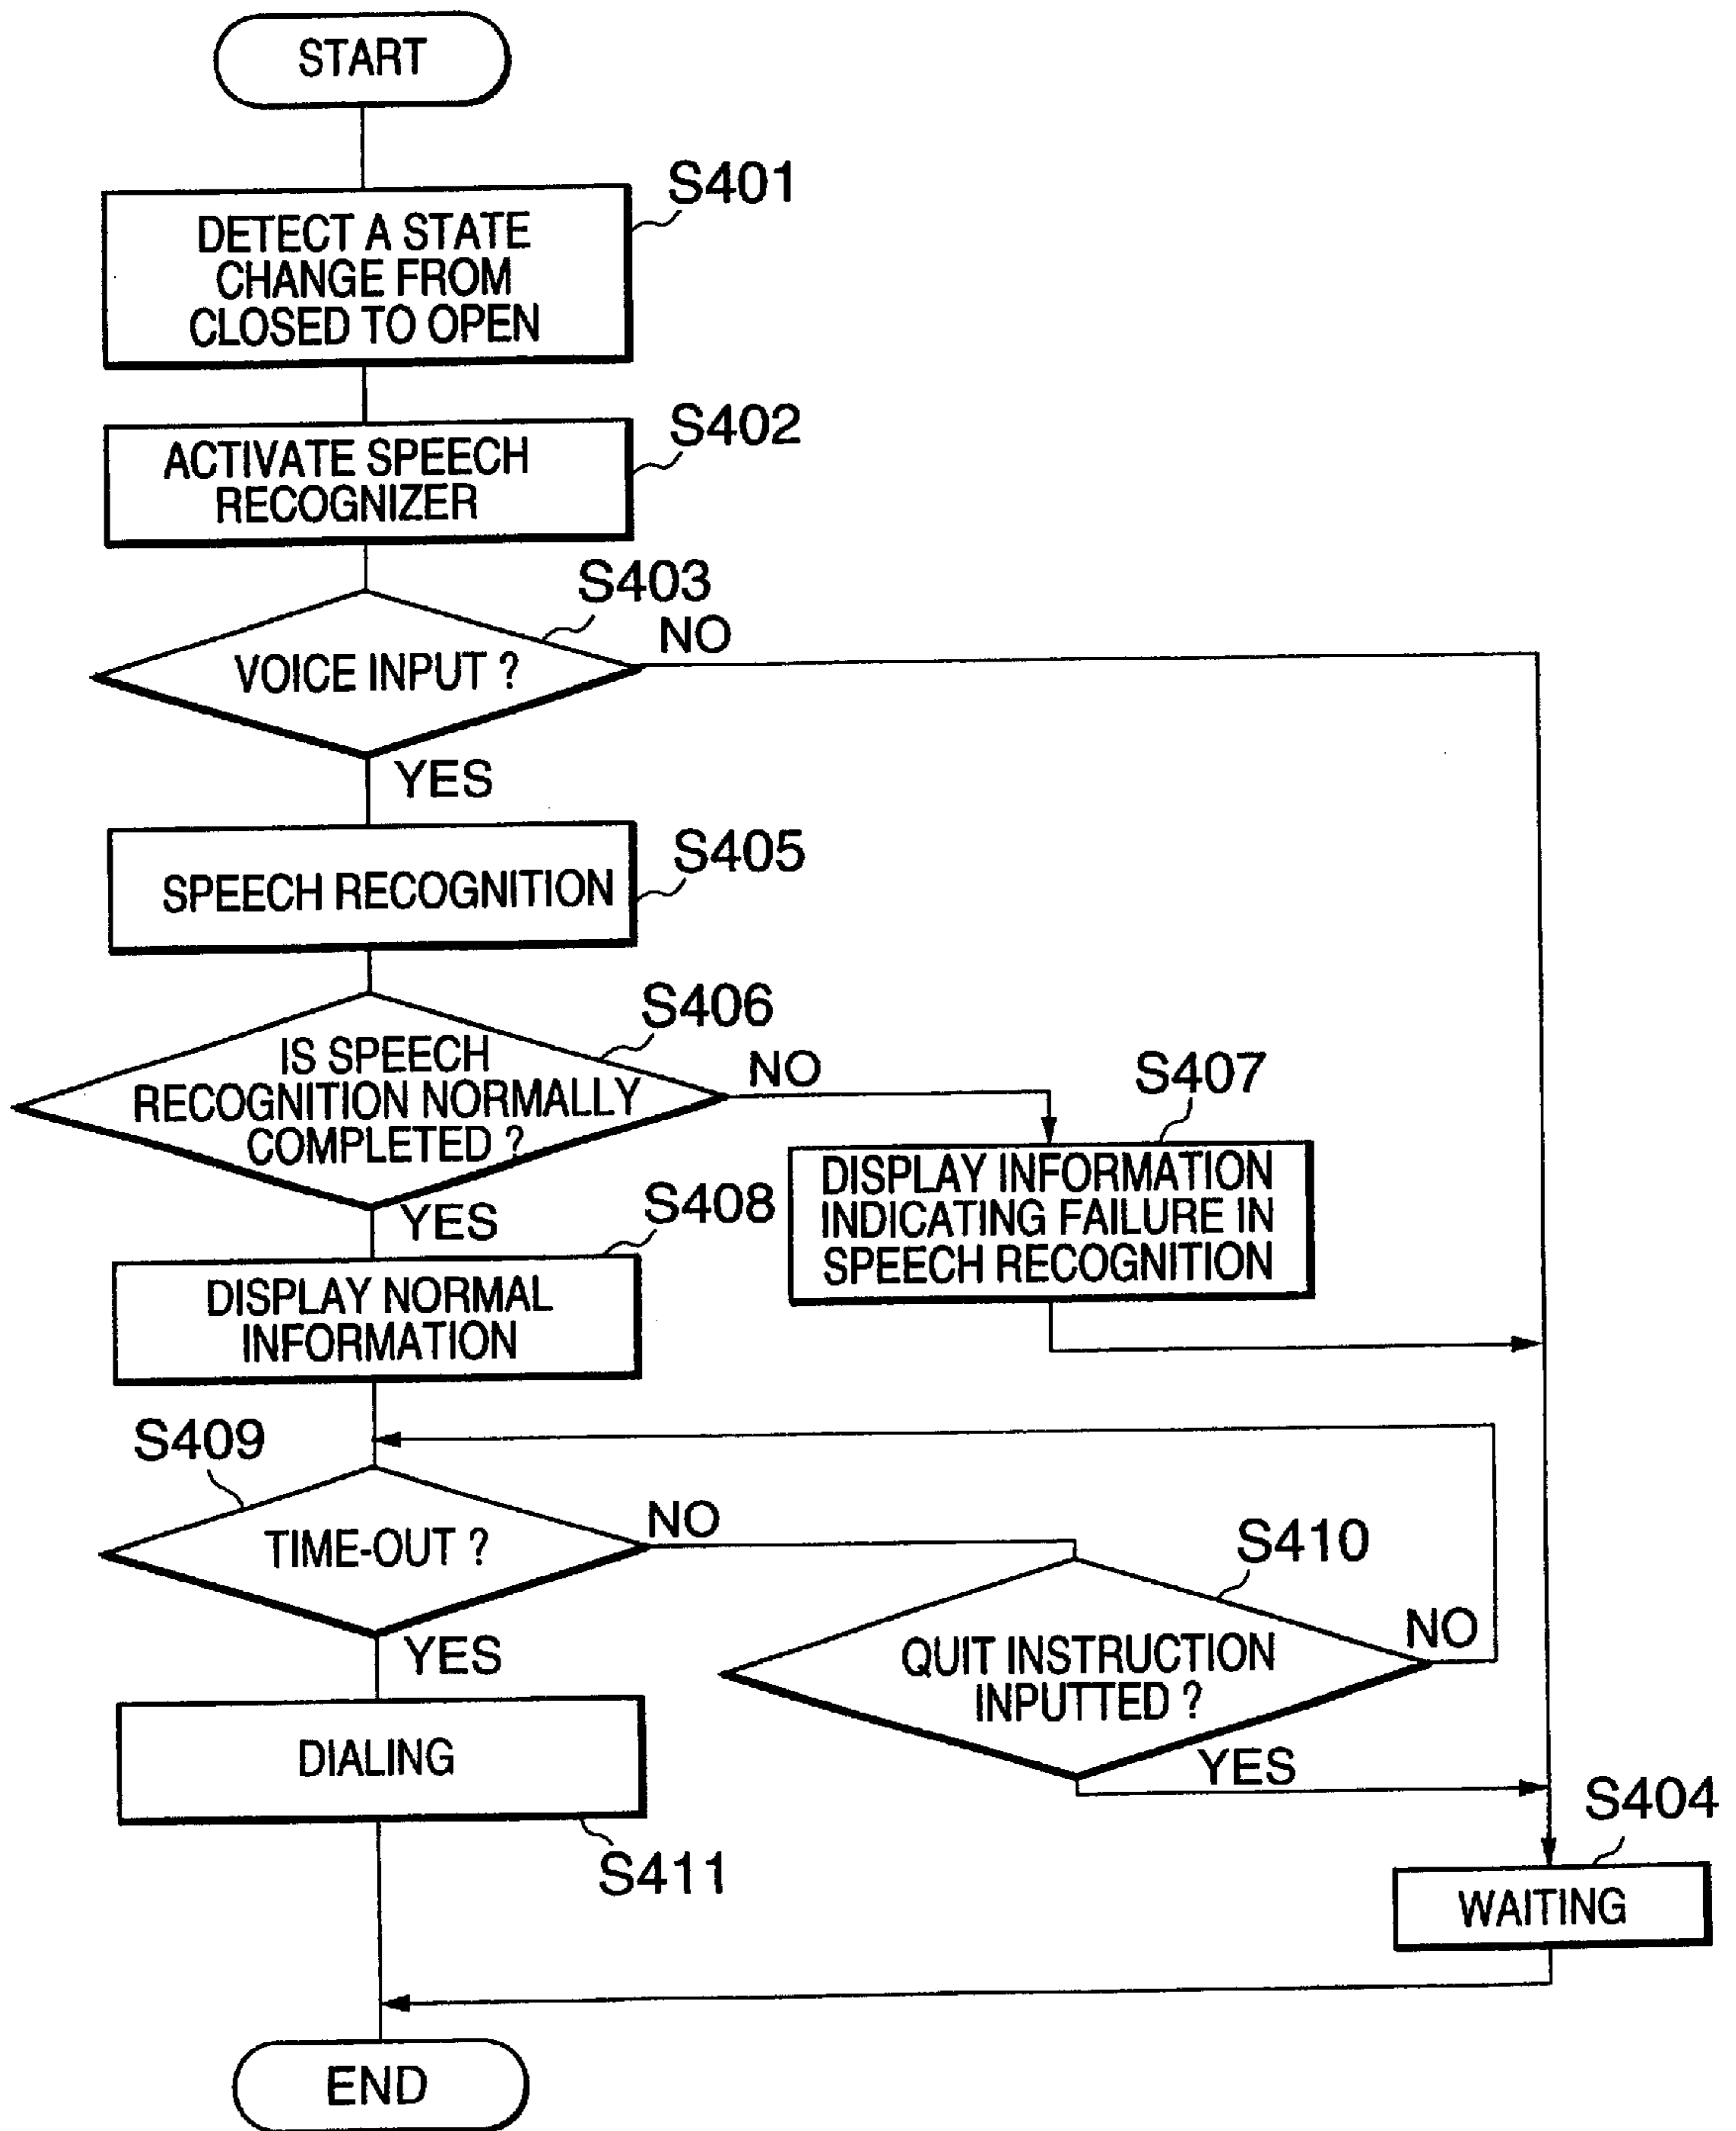 START
S401
DETECT A STATE
CHANGE FROM
CLOSED TO OPEN
S402
ACTIVATE SPEECH
RECOGNIZER
S403
NO
VOICE INPUT ?
YES
S405
SPEECH RECOGNITION
S406
IS SPEECH
RECOGNITION NORMALLY
COMPLETED ?
NO
S407
DISPLAY INFORMATION
INDICATING FAILURE IN
SPEECH RECOGNITION
YES
S408
DISPLAY NORMAL
INFORMATION
S409
TIME-OUT ?
NO
S410
QUIT INSTRUCTION
INPUTTED ?
NO
YES
YES
DIALING
S411
S404
WAITING
END